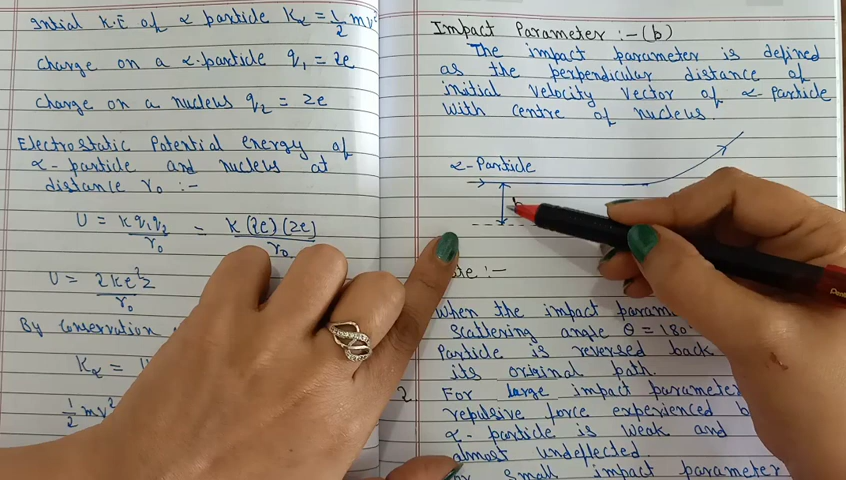 Intial K.E of α particle Kα = 1/2 mv²
charge on a α-particle q₁ = 2e
charge on a nucleus q₂ = Ze
Electrostatic Potential energy of
α-particle and nucleus at
distance r₀ :-
U = Kq₁q₂/r₀ = K(2e)(Ze)/r₀
U = 2Ke²Z/r₀
By Conservation
Kα =
1/2 mv²
Impact Parameter :- (b)
The impact parameter is defined
as the perpendicular distance of
initial velocity vector of α-Particle
with centre of nucleus.
α-Particle
b
:-
When the impact
Scattering angle θ = 180°
Particle is reversed back
its original path.
2
For large impact parameter
repulsive force experienced
α-particle is weak and
almost undeflected.
small impact parameter